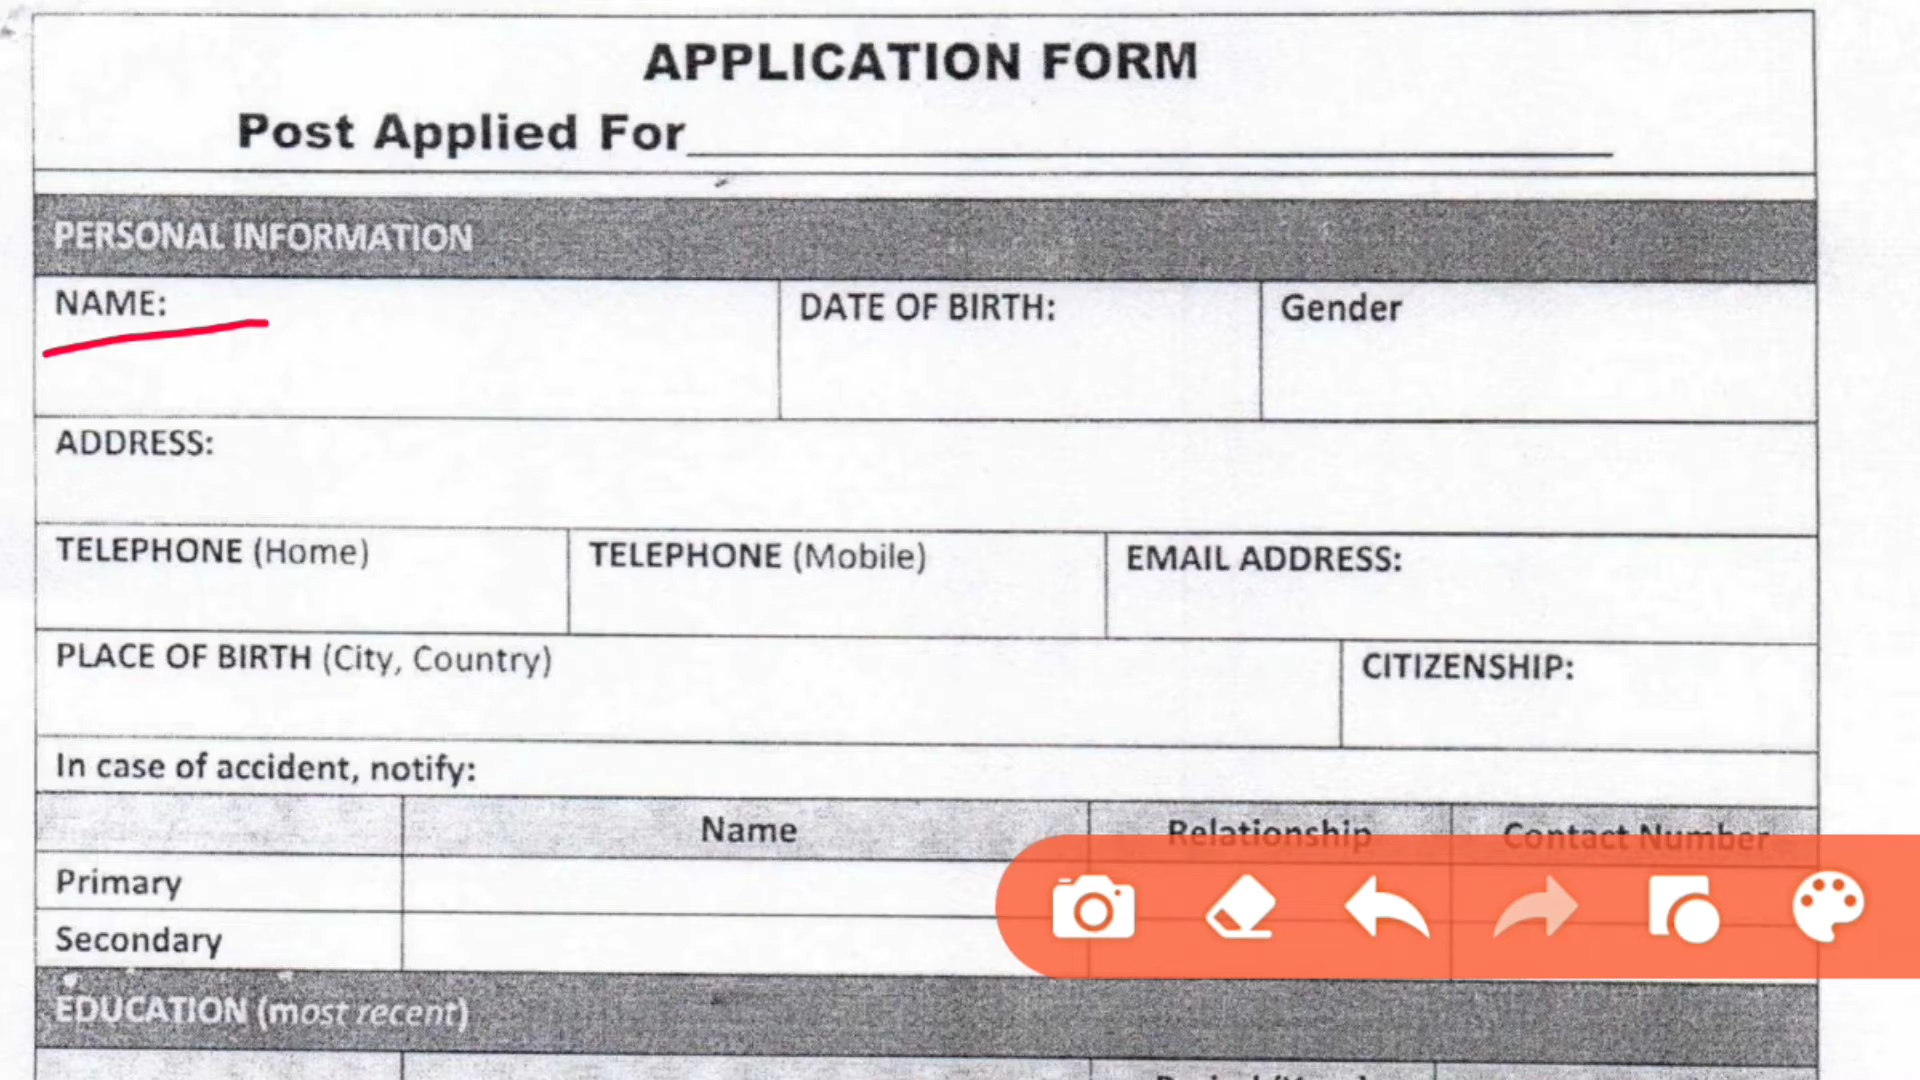 APPLICATION FORM
Post Applied For
PERSONAL INFORMATION
NAME: DATE OF BIRTH: Gender
ADDRESS:
TELEPHONE (Home) TELEPHONE (Mobile) EMAIL ADDRESS:
PLACE OF BIRTH (City, Country) CITIZENSHIP:
In case of accident, notify:
Name Relationship Contact Number
Primary
Secondary
EDUCATION (most recent)